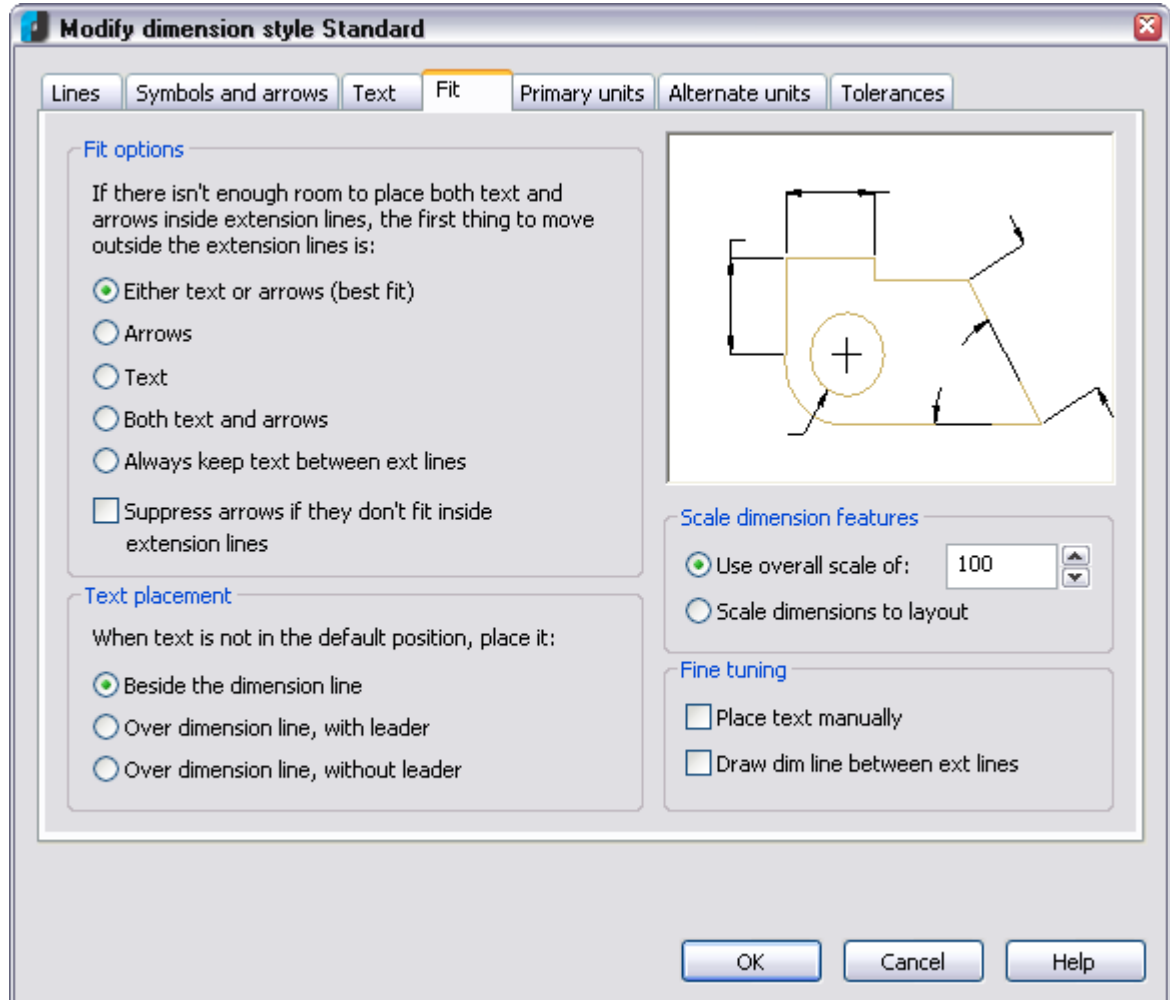 Modify dimension style Standard
Lines
Symbols and arrows
Text
Fit
Primary units
Alternate units
Tolerances
Fit options
If there isn't enough room to place both text and
arrows inside extension lines, the first thing to move
outside the extension lines is:
Either text or arrows (best fit)
Arrows
Text
Both text and arrows
Always keep text between ext lines
Suppress arrows if they don't fit inside
extension lines
Text placement
When text is not in the default position, place it:
Beside the dimension line
Over dimension line, with leader
Over dimension line, without leader
Scale dimension features
Use overall scale of:
100
Scale dimensions to layout
Fine tuning
Place text manually
Draw dim line between ext lines
OK
Cancel
Help